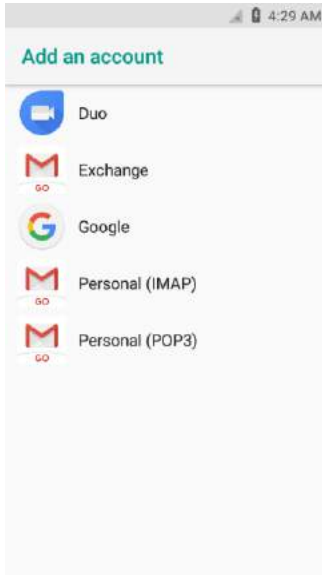 4:29 AM
Add an account
Duo
GO
Exchange
Google
GO
Personal (IMAP)
GO
Personal (POP3)